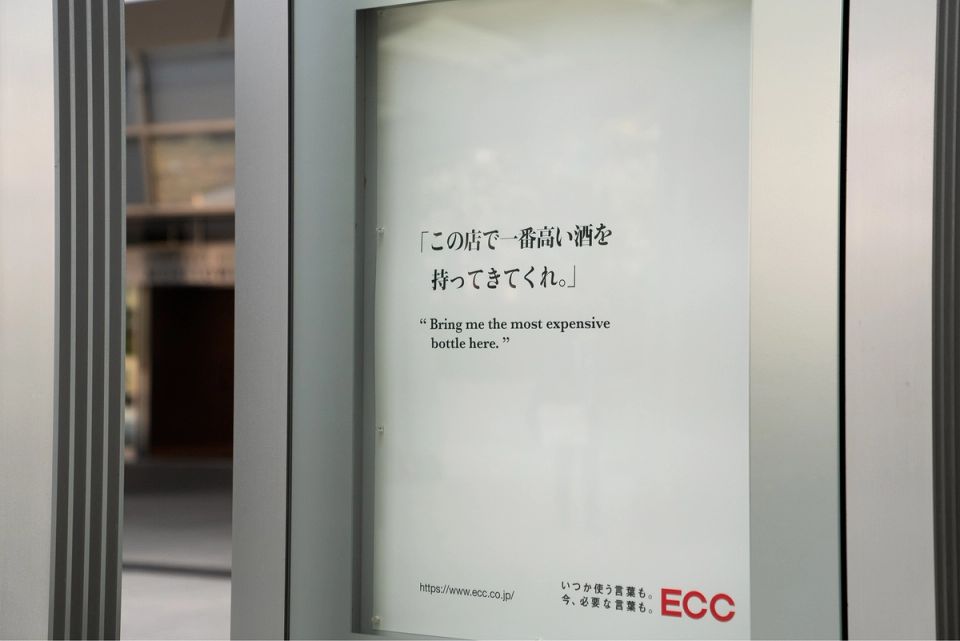 「この店で一番高い酒を
持ってきてくれ。」
“ Bring me the most expensive
bottle here. ”
https://www.ecc.co.jp/
いつか使う言葉も。
今、必要な言葉も。
ECC